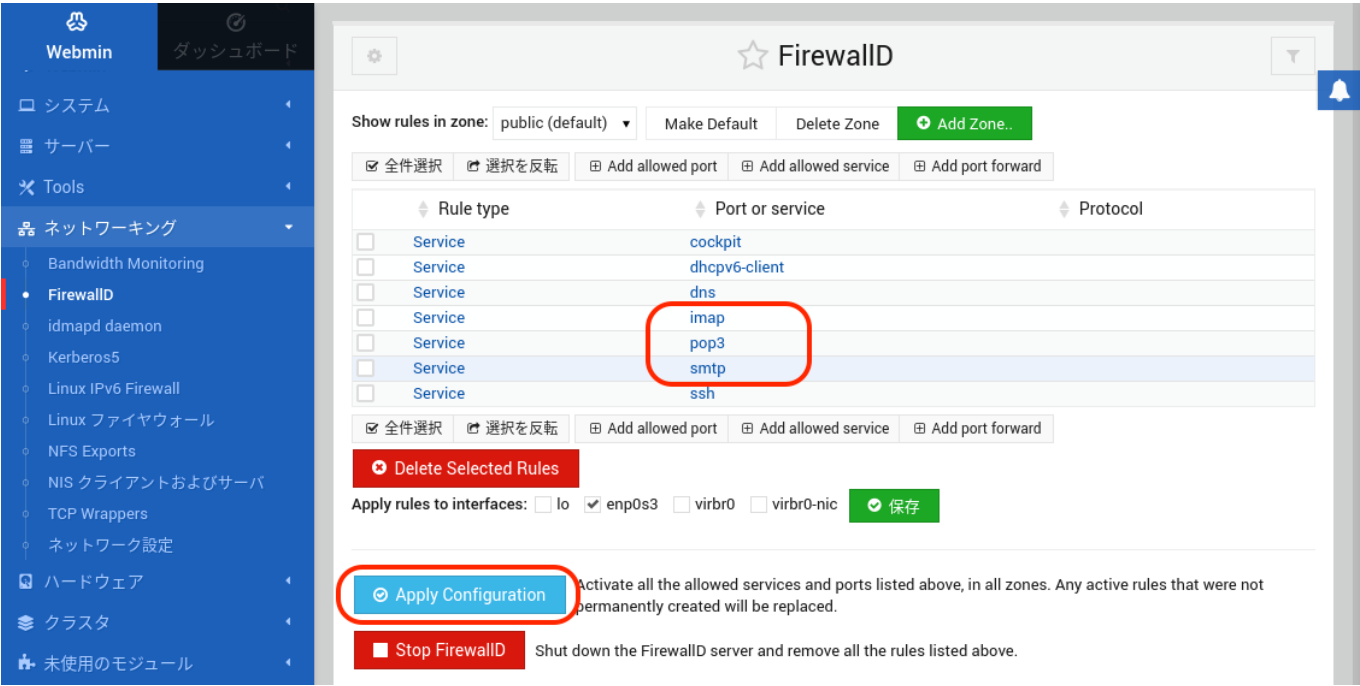 Webmin
ダッシュボード
システム
サーバー
Tools
ネットワーキング
Bandwidth Monitoring
FirewallD
idmapd daemon
Kerberos5
Linux IPv6 Firewall
Linux ファイヤウォール
NFS Exports
NIS クライアントおよびサーバ
TCP Wrappers
ネットワーク設定
ハードウェア
クラスタ
未使用のモジュール
FirewallD
Show rules in zone: public (default) Make Default Delete Zone Add Zone..
全件選択 選択を反転 Add allowed port Add allowed service Add port forward
Rule type Port or service Protocol
Service cockpit
Service dhcpv6-client
Service dns
Service imap
Service pop3
Service smtp
Service ssh
全件選択 選択を反転 Add allowed port Add allowed service Add port forward
Delete Selected Rules
Apply rules to interfaces: lo enp0s3 virbr0 virbr0-nic 保存
Apply Configuration
Activate all the allowed services and ports listed above, in all zones. Any active rules that were not
permanently created will be replaced.
Stop FirewallD Shut down the FirewallD server and remove all the rules listed above.